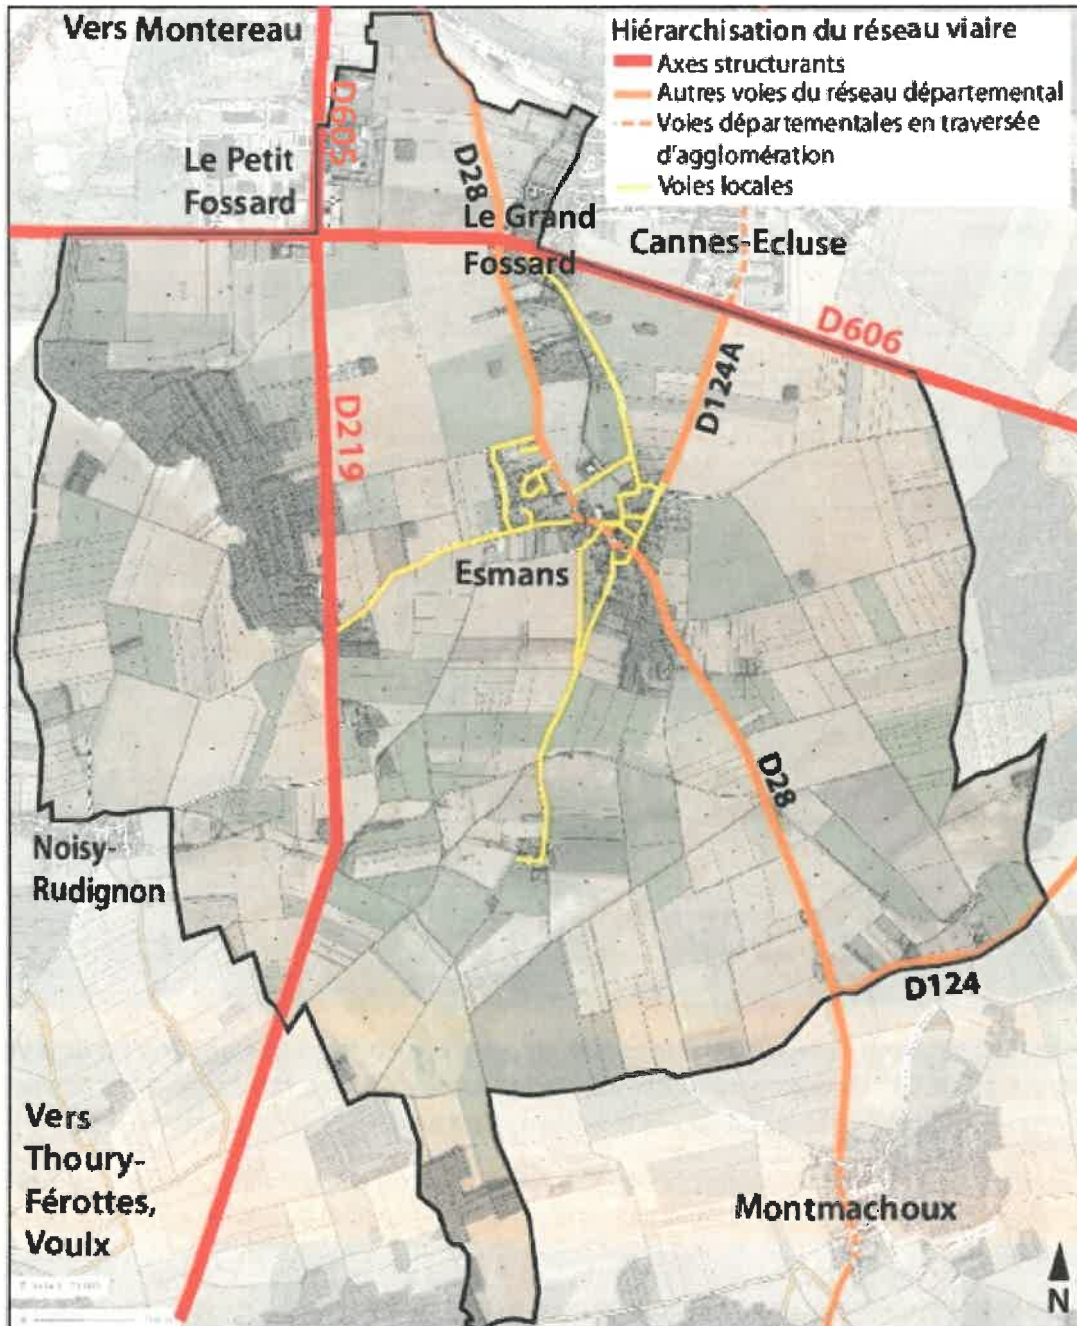 Vers Montereau
Hiérarchisation du réseau viaire
Axes structurants
Autres voies du réseau départemental
Voies départementales en traversée
d'agglomération
Voies locales
D605
Le Petit
Fossard
D28
Le Grand
Fossard
Cannes-Ecluse
D606
D124A
D219
Esmans
D28
Noisy-
Rudignon
D124
Vers
Thoury-
Férottes,
Voulx
Montmachoux
N